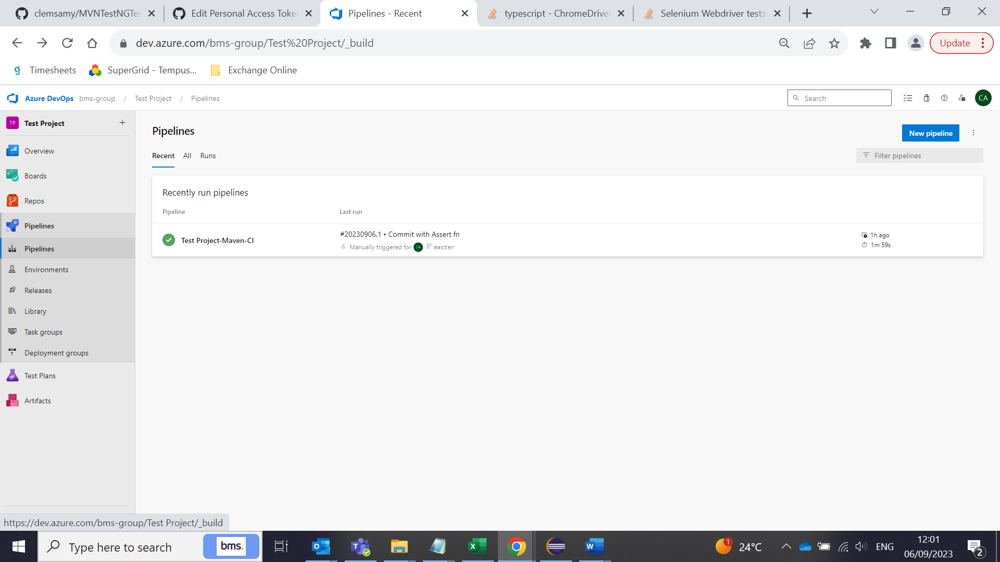 clemsamy/MVNTestNGTes
Edit Personal Access Token
Pipelines - Recent
typescript - ChromeDriver
Selenium Webdriver tests
dev.azure.com/bms-group/Test%20Project/_build
Update
Timesheets
SuperGrid - Tempus...
Exchange Online
Azure DevOps bms-group / Test Project / Pipelines
Search
CA
TP Test Project +
Overview
Boards
Repos
Pipelines
Pipelines
Environments
Releases
Library
Task groups
Deployment groups
Test Plans
Artifacts
Pipelines
New pipeline
Recent All Runs
Filter pipelines
Recently run pipelines
Pipeline Last run
Test Project-Maven-CI
#20230906.1 • Commit with Assert fn
Manually triggered for CA master
1h ago
1m 59s
https://dev.azure.com/bms-group/Test Project/_build
Type here to search
bms.
1
24°C
ENG
12:01
06/09/2023
2